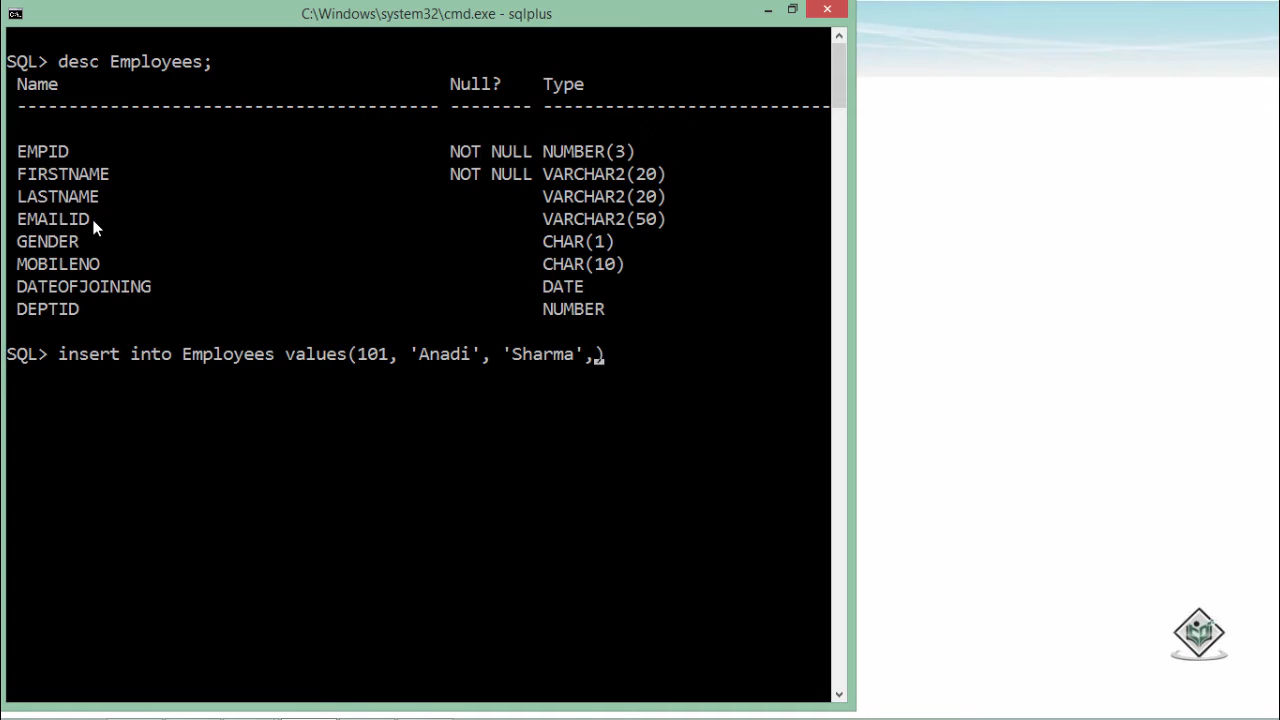 C:\Windows\system32\cmd.exe - sqlplus
SQL> desc Employees;
Name Null? Type
----------------------------------------- -------- ----------------------------
EMPID NOT NULL NUMBER(3)
FIRSTNAME NOT NULL VARCHAR2(20)
LASTNAME VARCHAR2(20)
EMAILID VARCHAR2(50)
GENDER CHAR(1)
MOBILENO CHAR(10)
DATEOFJOINING DATE
DEPTID NUMBER
SQL> insert into Employees values(101, 'Anadi', 'Sharma',)